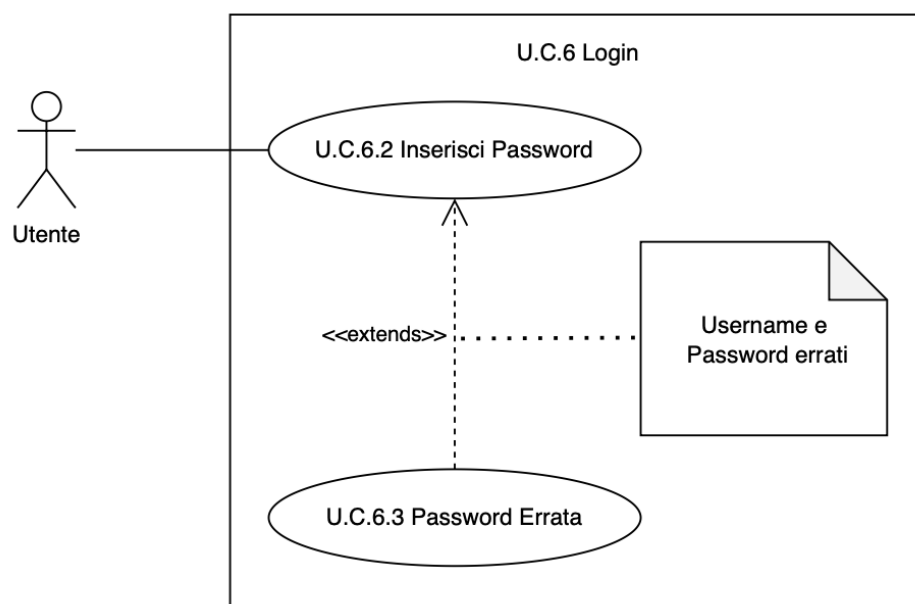 U.C.6 Login
U.C.6.2 Inserisci Password
Utente
<<extends>>
Username e
Password errati
U.C.6.3 Password Errata